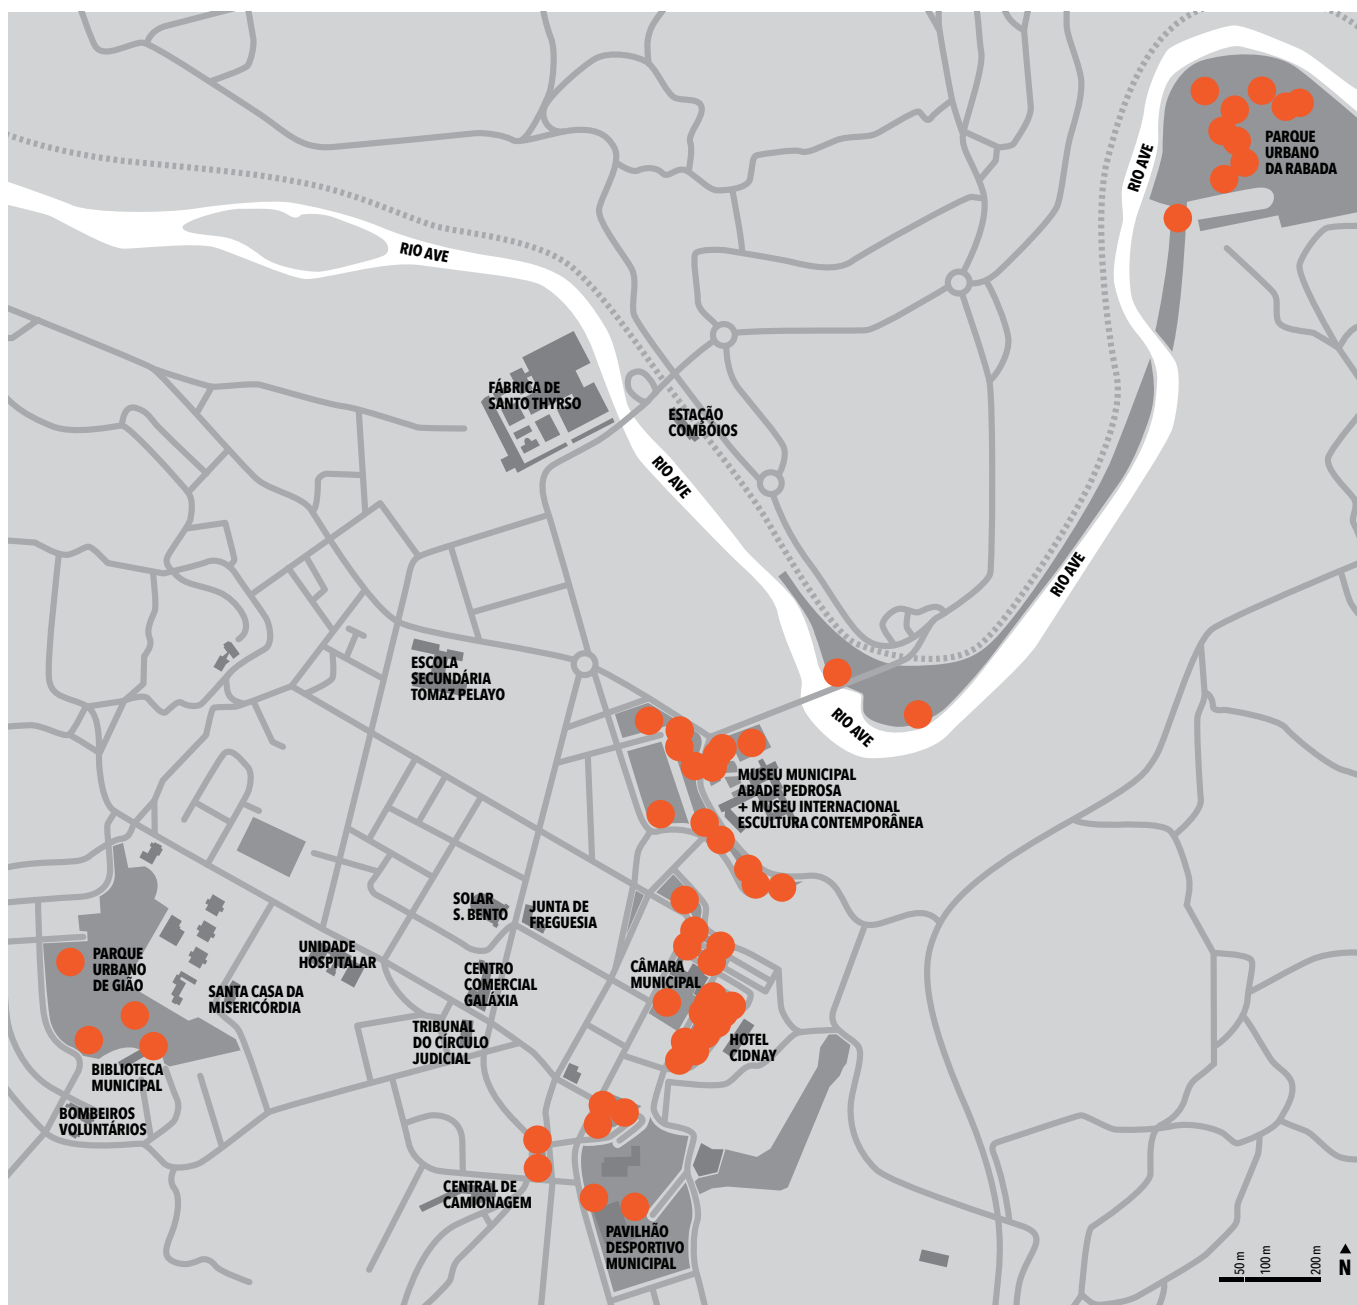 PARQUE
URBANO
DA RABADA
RIO AVE
RIO AVE
FÁBRICA DE
SANTO THYRSO
ESTAÇÃO
COMBÓIOS
RIO AVE
RIO AVE
ESCOLA
SECUNDÁRIA
TOMAZ PELAYO
RIO AVE
MUSEU MUNICIPAL
ABADE PEDROSA
+ MUSEU INTERNACIONAL
ESCULTURA CONTEMPORÂNEA
SOLAR
S. BENTO
JUNTA DE
FREGUESIA
PARQUE
URBANO
DE GIÃO
UNIDADE
HOSPITALAR
SANTA CASA DA
MISERICÓRDIA
CENTRO
COMERCIAL
GALÁXIA
CÂMARA
MUNICIPAL
TRIBUNAL
DO CÍRCULO
JUDICIAL
HOTEL
CIDNAY
BIBLIOTECA
MUNICIPAL
BOMBEIROS
VOLUNTÁRIOS
CENTRAL DE
CAMIONAGEM
PAVILHÃO
DESPORTIVO
MUNICIPAL
50 m
100 m
200 m
N